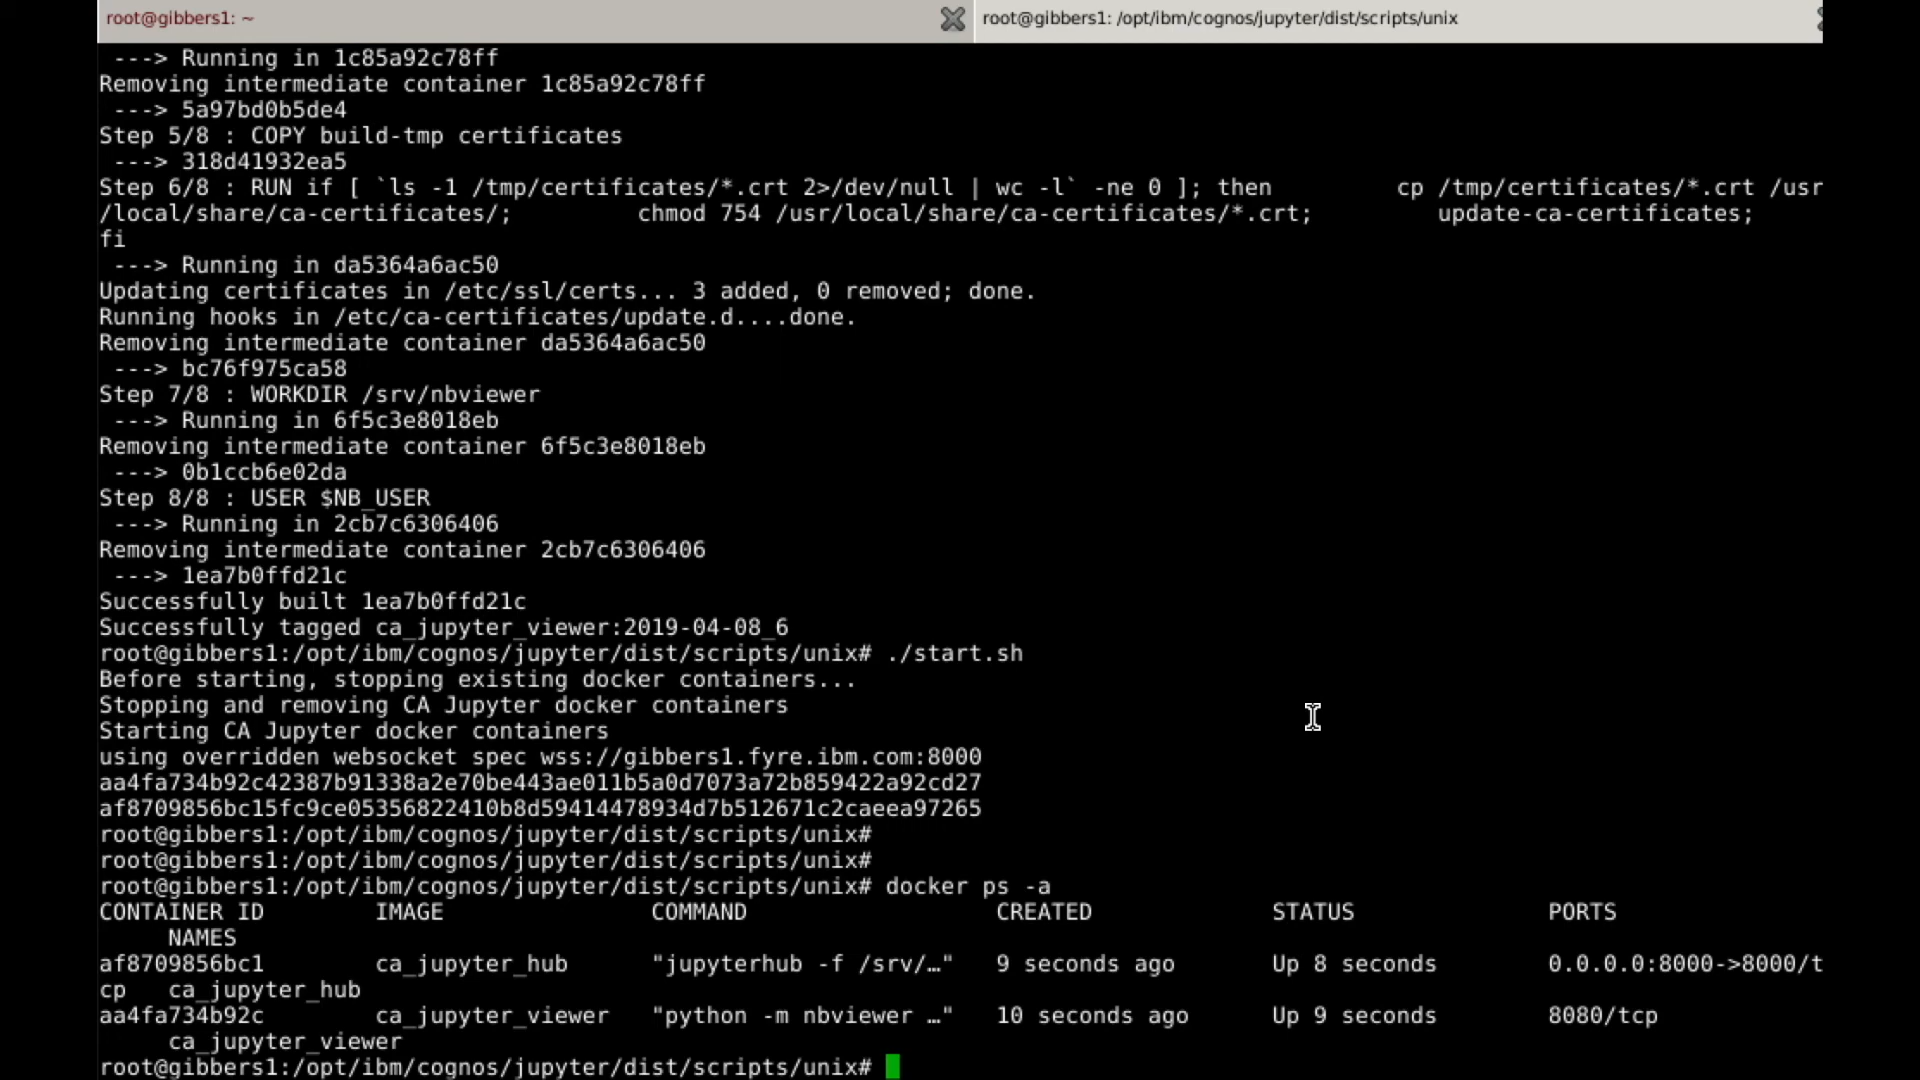 root@gibbers1: ~
root@gibbers1: /opt/ibm/cognos/jupyter/dist/scripts/unix
---> Running in 1c85a92c78ff
Removing intermediate container 1c85a92c78ff
---> 5a97bd0b5de4
Step 5/8 : COPY build-tmp certificates
---> 318d41932ea5
Step 6/8 : RUN if [ `ls -1 /tmp/certificates/*.crt 2>/dev/null | wc -l` -ne 0 ]; then         cp /tmp/certificates/*.crt /usr
/local/share/ca-certificates/;         chmod 754 /usr/local/share/ca-certificates/*.crt;         update-ca-certificates;
fi
---> Running in da5364a6ac50
Updating certificates in /etc/ssl/certs... 3 added, 0 removed; done.
Running hooks in /etc/ca-certificates/update.d....done.
Removing intermediate container da5364a6ac50
---> bc76f975ca58
Step 7/8 : WORKDIR /srv/nbviewer
---> Running in 6f5c3e8018eb
Removing intermediate container 6f5c3e8018eb
---> 0b1ccb6e02da
Step 8/8 : USER $NB_USER
---> Running in 2cb7c6306406
Removing intermediate container 2cb7c6306406
---> 1ea7b0ffd21c
Successfully built 1ea7b0ffd21c
Successfully tagged ca_jupyter_viewer:2019-04-08_6
root@gibbers1:/opt/ibm/cognos/jupyter/dist/scripts/unix# ./start.sh
Before starting, stopping existing docker containers...
Stopping and removing CA Jupyter docker containers
Starting CA Jupyter docker containers
using overridden websocket spec wss://gibbers1.fyre.ibm.com:8000
aa4fa734b92c42387b91338a2e70be443ae011b5a0d7073a72b859422a92cd27
af8709856bc15fc9ce05356822410b8d59414478934d7b512671c2caeea97265
root@gibbers1:/opt/ibm/cognos/jupyter/dist/scripts/unix#
root@gibbers1:/opt/ibm/cognos/jupyter/dist/scripts/unix#
root@gibbers1:/opt/ibm/cognos/jupyter/dist/scripts/unix# docker ps -a
CONTAINER ID        IMAGE               COMMAND                  CREATED             STATUS              PORTS
     NAMES
af8709856bc1        ca_jupyter_hub      "jupyterhub -f /srv/…"   9 seconds ago       Up 8 seconds        0.0.0.0:8000->8000/t
cp   ca_jupyter_hub
aa4fa734b92c        ca_jupyter_viewer   "python -m nbviewer …"   10 seconds ago      Up 9 seconds        8080/tcp
     ca_jupyter_viewer
root@gibbers1:/opt/ibm/cognos/jupyter/dist/scripts/unix#